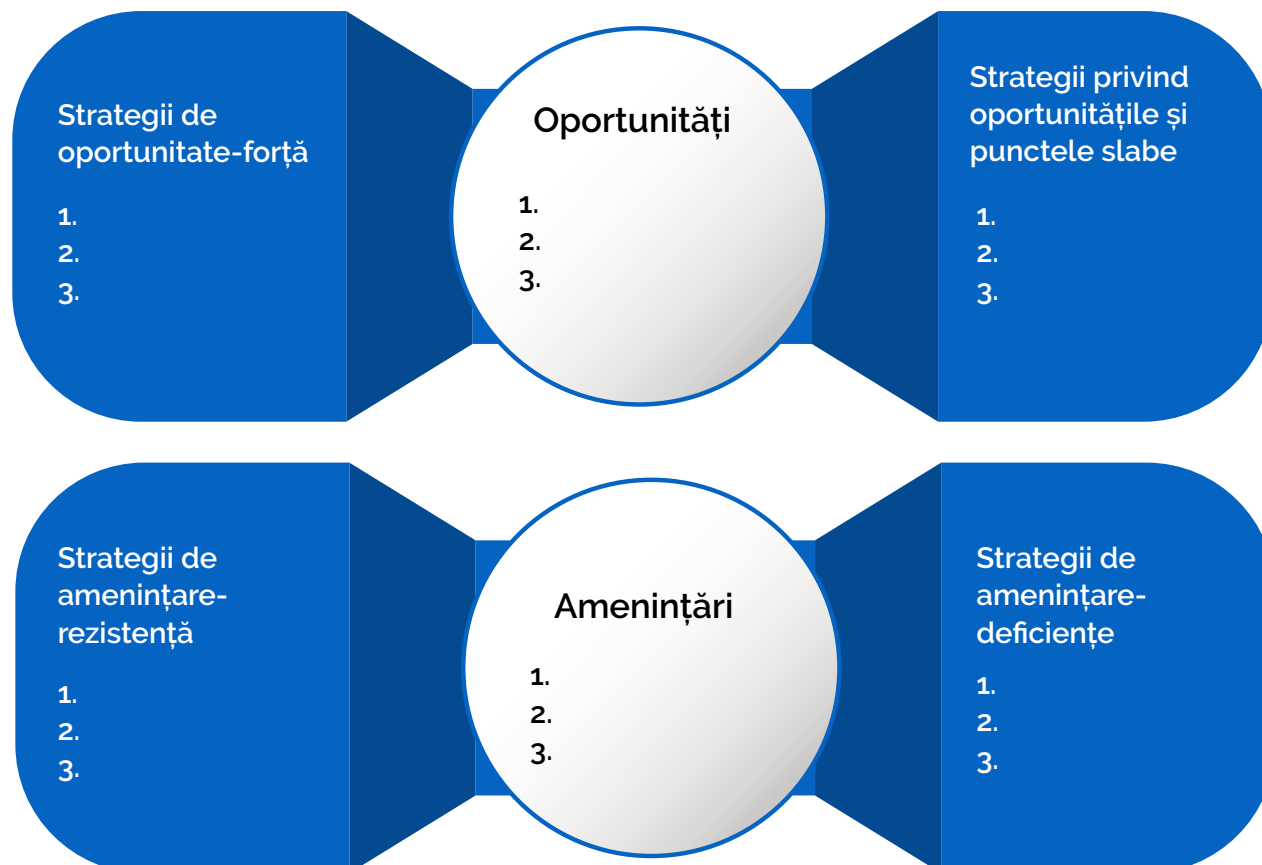 Strategii de
oportunitate-forță
1.
2.
3.
Oportunități
1.
2.
3.
Strategii privind
oportunitățile și
punctele slabe
1.
2.
3.
Strategii de
amenințare-
rezistență
1.
2.
3.
Amenințări
1.
2.
3.
Strategii de
amenințare-
deficiențe
1.
2.
3.